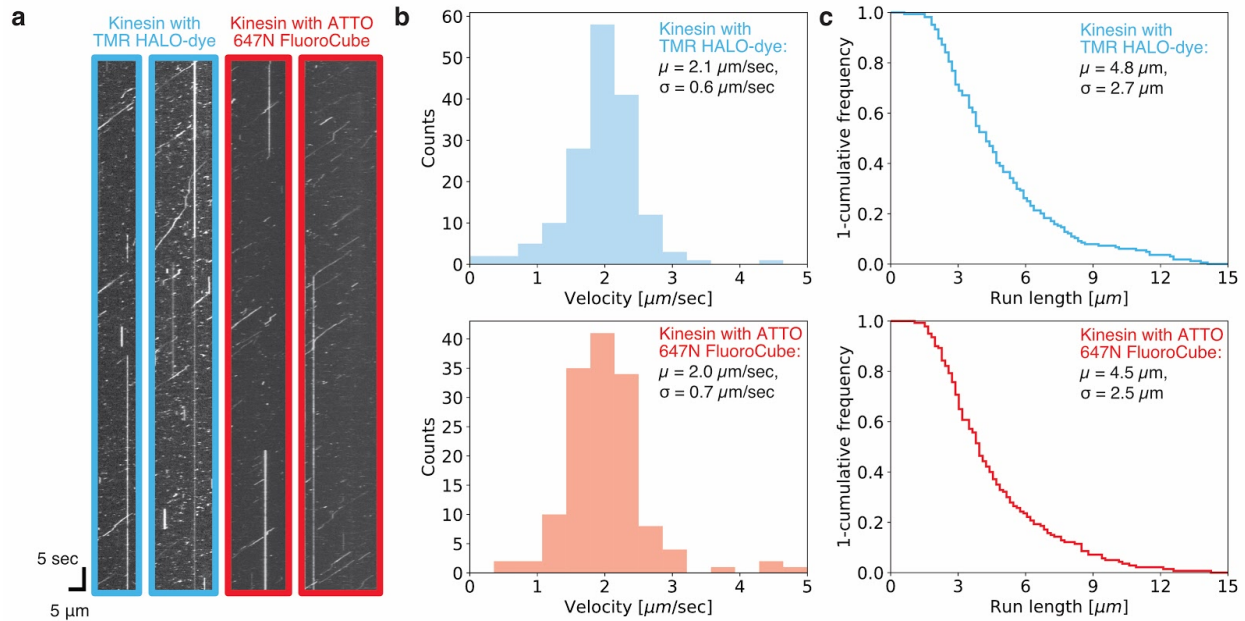 a
Kinesin with
TMR HALO-dye
Kinesin with ATTO
647N FluoroCube
5 sec
5 µm
b
60
50
40
30
20
10
0
Counts
0 1 2 3 4 5
Velocity [µm/sec]
Kinesin with
TMR HALO-dye:
µ = 2.1 µm/sec,
σ = 0.6 µm/sec
40
35
30
25
20
15
10
5
0
Counts
0 1 2 3 4 5
Velocity [µm/sec]
Kinesin with ATTO
647N FluoroCube:
µ = 2.0 µm/sec,
σ = 0.7 µm/sec
c
1.0
0.8
0.6
0.4
0.2
0.0
1-cumulative frequency
0 3 6 9 12 15
Run length [µm]
Kinesin with
TMR HALO-dye:
µ = 4.8 µm,
σ = 2.7 µm
1.0
0.8
0.6
0.4
0.2
0.0
1-cumulative frequency
0 3 6 9 12 15
Run length [µm]
Kinesin with ATTO
647N FluoroCube:
µ = 4.5 µm,
σ = 2.5 µm